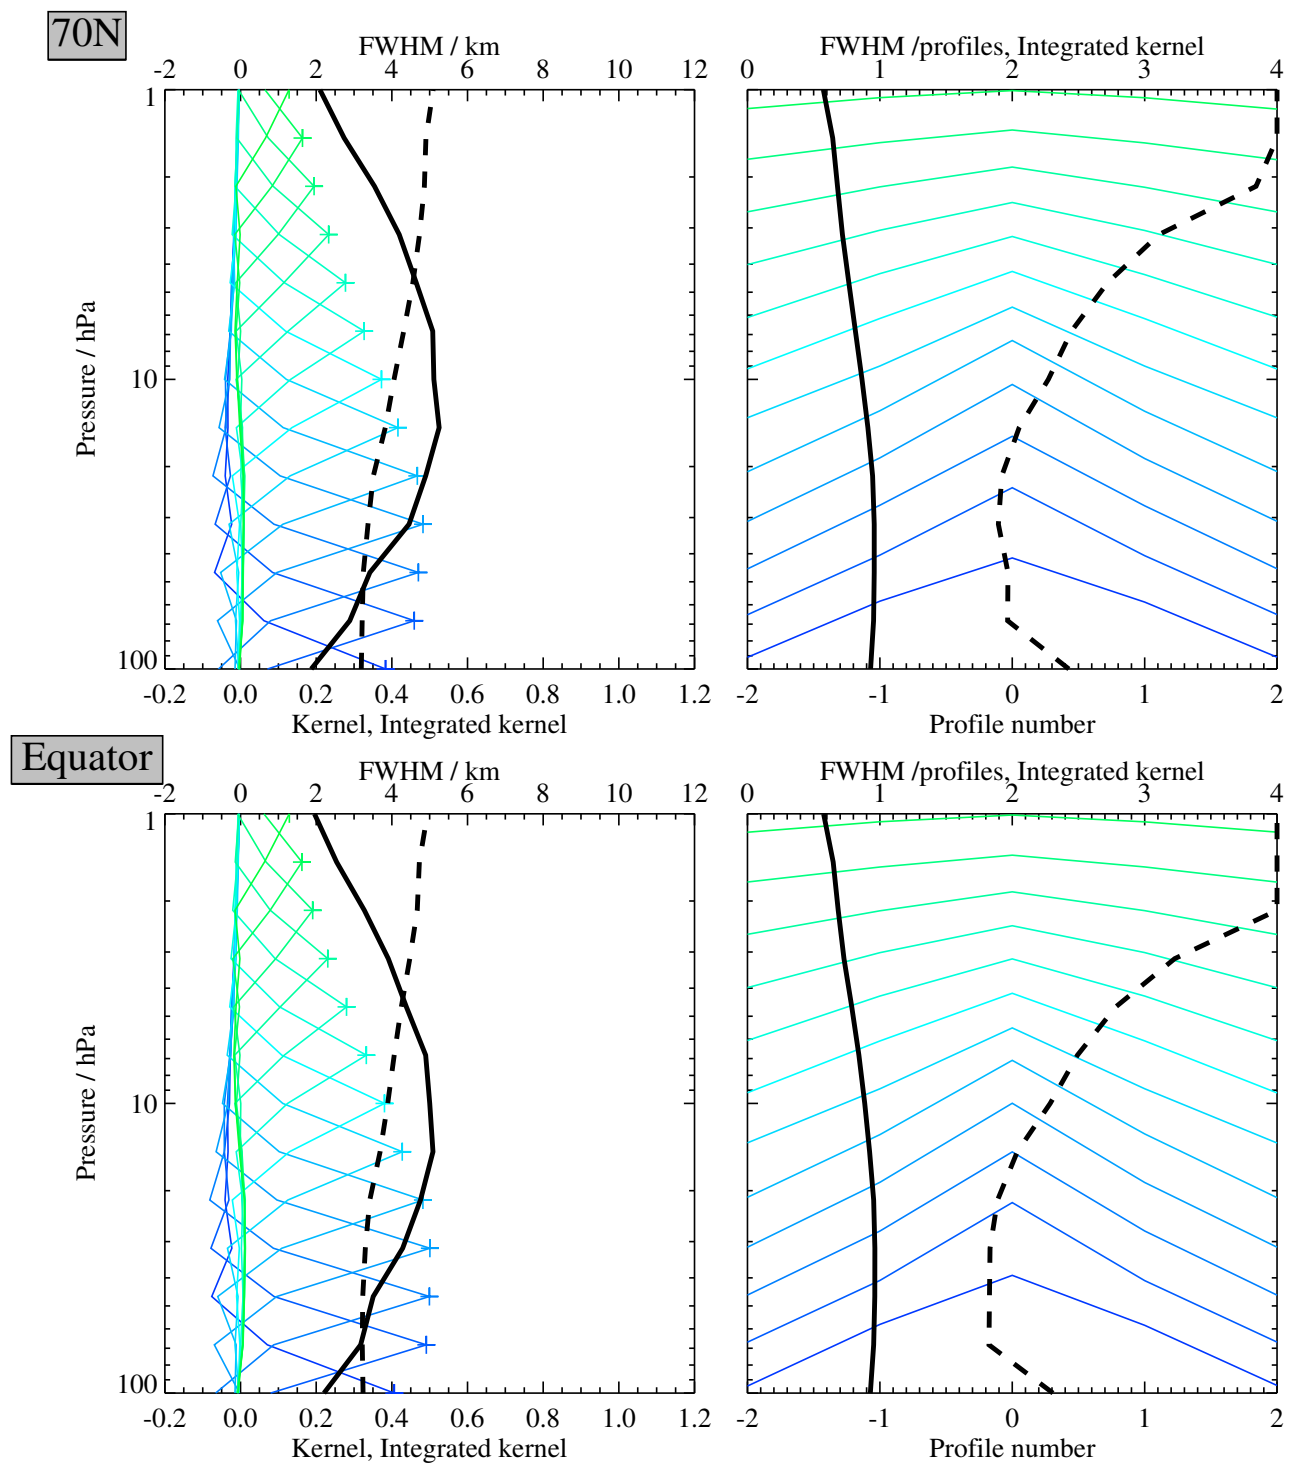 70N
FWHM / km
FWHM /profiles, Integrated kernel
-2 0 2 4 6 8 10 12
0 1 2 3 4
1
10
100
Pressure / hPa
-0.2 0.0 0.2 0.4 0.6 0.8 1.0 1.2
-2 -1 0 1 2
Kernel, Integrated kernel
Profile number
Equator
FWHM / km
FWHM /profiles, Integrated kernel
-2 0 2 4 6 8 10 12
0 1 2 3 4
1
10
100
Pressure / hPa
-0.2 0.0 0.2 0.4 0.6 0.8 1.0 1.2
-2 -1 0 1 2
Kernel, Integrated kernel
Profile number